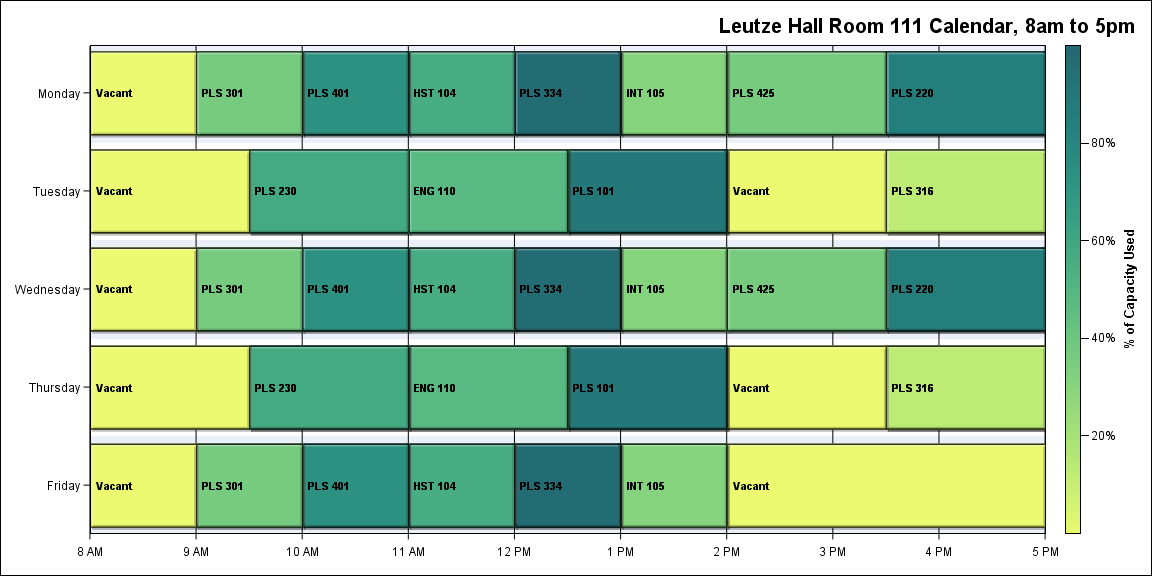 Leutze Hall Room 111 Calendar, 8am to 5pm
Monday
Vacant
PLS 301
PLS 401
HST 104
PLS 334
INT 105
PLS 425
PLS 220
Tuesday
Vacant
PLS 230
ENG 110
PLS 101
Vacant
PLS 316
Wednesday
Vacant
PLS 301
PLS 401
HST 104
PLS 334
INT 105
PLS 425
PLS 220
Thursday
Vacant
PLS 230
ENG 110
PLS 101
Vacant
PLS 316
Friday
Vacant
PLS 301
PLS 401
HST 104
PLS 334
INT 105
Vacant
8 AM
9 AM
10 AM
11 AM
12 PM
1 PM
2 PM
3 PM
4 PM
5 PM
80%
60%
40%
20%
% of Capacity Used